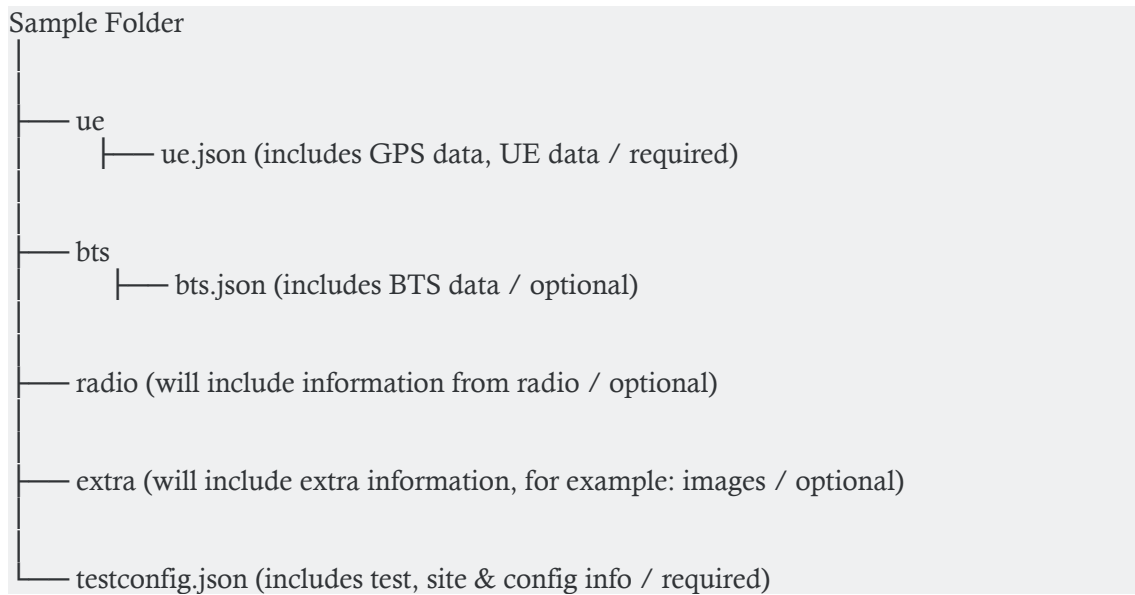 Sample Folder
ue
ue.json (includes GPS data, UE data / required)
bts
bts.json (includes BTS data / optional)
radio (will include information from radio / optional)
extra (will include extra information, for example: images / optional)
testconfig.json (includes test, site & config info / required)